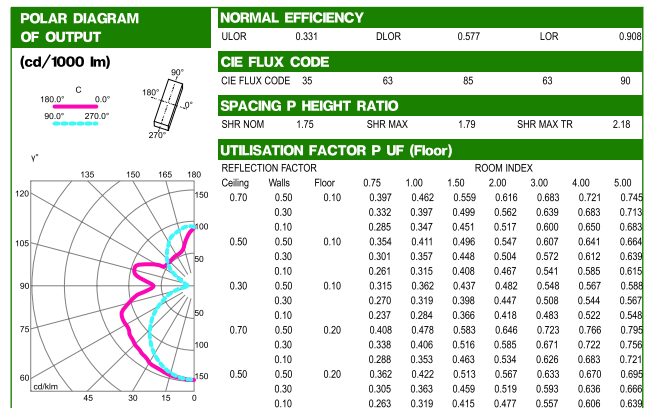 POLAR DIAGRAM
OF OUTPUT
(cd/1000 lm)
C
180.0° 0.0°
90.0° 270.0°
90°
180°
0°
270°
γ°
135 150 165 180
120
105
90
75
60
150
100
50
50
100
150
cd/klm
45 30 15 0
NORMAL EFFICIENCY
ULOR 0.331 DLOR 0.577 LOR 0.908
CIE FLUX CODE
CIE FLUX CODE 35 63 85 63 90
SPACING P HEIGHT RATIO
SHR NOM 1.75 SHR MAX 1.79 SHR MAX TR 2.18
UTILISATION FACTOR P UF (Floor)
REFLECTION FACTOR ROOM INDEX
Ceiling Walls Floor 0.75 1.00 1.50 2.00 3.00 4.00 5.00
0.70 0.50 0.10 0.397 0.462 0.559 0.616 0.683 0.721 0.745
0.30 0.332 0.397 0.499 0.562 0.639 0.683 0.713
0.10 0.285 0.347 0.451 0.517 0.600 0.650 0.683
0.50 0.50 0.10 0.354 0.411 0.496 0.547 0.607 0.641 0.664
0.30 0.301 0.357 0.448 0.504 0.572 0.612 0.639
0.10 0.261 0.315 0.408 0.467 0.541 0.585 0.615
0.30 0.50 0.10 0.315 0.362 0.437 0.482 0.548 0.567 0.588
0.30 0.270 0.319 0.398 0.447 0.508 0.544 0.567
0.10 0.237 0.284 0.366 0.418 0.483 0.522 0.548
0.70 0.50 0.20 0.408 0.478 0.583 0.646 0.723 0.766 0.795
0.30 0.338 0.406 0.516 0.585 0.671 0.722 0.756
0.10 0.288 0.353 0.463 0.534 0.626 0.683 0.721
0.50 0.50 0.20 0.362 0.422 0.513 0.567 0.633 0.670 0.695
0.30 0.305 0.363 0.459 0.519 0.593 0.636 0.666
0.10 0.263 0.319 0.415 0.477 0.557 0.606 0.639